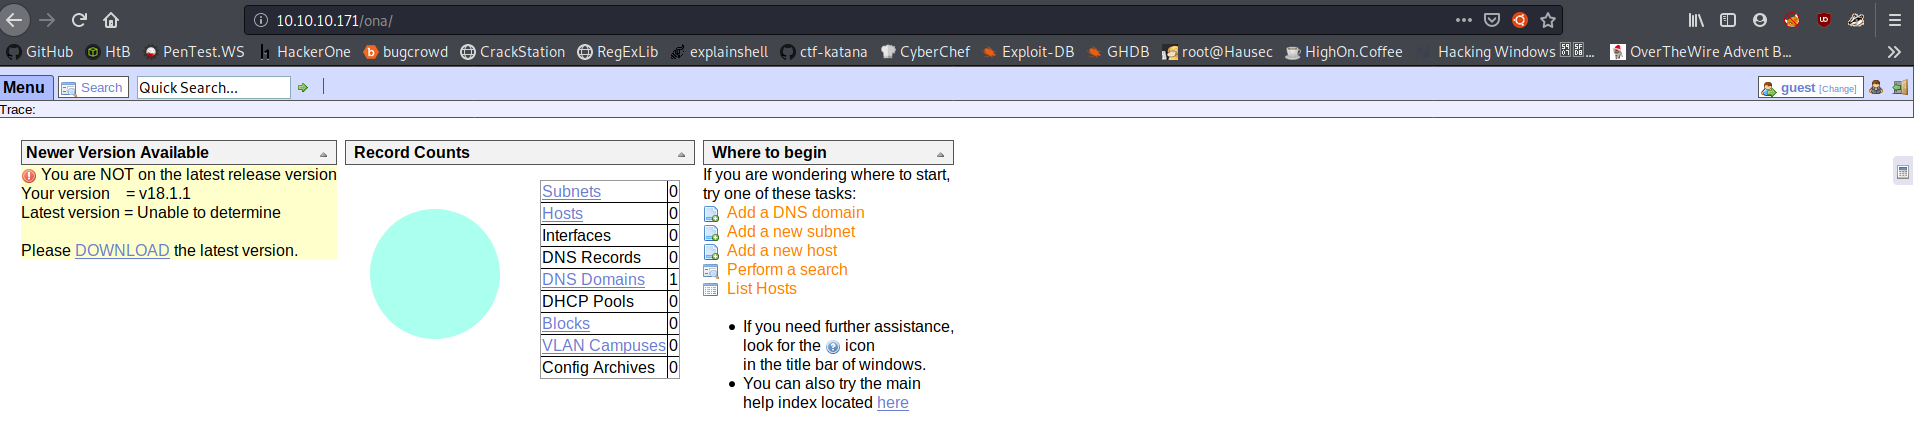 10.10.10.171/ona/
GitHub HtB PenTest.WS HackerOne bugcrowd CrackStation RegExLib explainshell ctf-katana CyberChef Exploit-DB GHDB root@Hausec HighOn.Coffee Hacking Windows ... OverTheWire Advent B...
Menu Search Quick Search... guest [Change]
Trace:
Newer Version Available
You are NOT on the latest release version
Your version = v18.1.1
Latest version = Unable to determine
Please DOWNLOAD the latest version.
Record Counts
Subnets 0
Hosts 0
Interfaces 0
DNS Records 0
DNS Domains 1
DHCP Pools 0
Blocks 0
VLAN Campuses 0
Config Archives 0
Where to begin
If you are wondering where to start,
try one of these tasks:
Add a DNS domain
Add a new subnet
Add a new host
Perform a search
List Hosts
• If you need further assistance,
look for the icon
in the title bar of windows.
• You can also try the main
help index located here